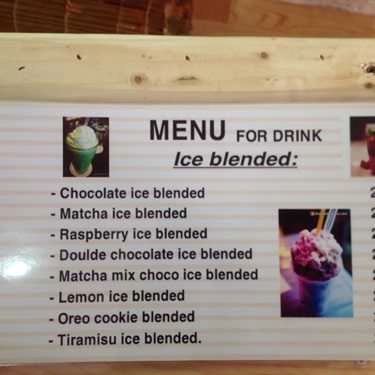 MENU FOR DRINK
Ice blended:
- Chocolate ice blended
- Matcha ice blended
- Raspberry ice blended
- Doulde chocolate ice blended
- Matcha mix choco ice blended
- Lemon ice blended
- Oreo cookie blended
- Tiramisu ice blended.